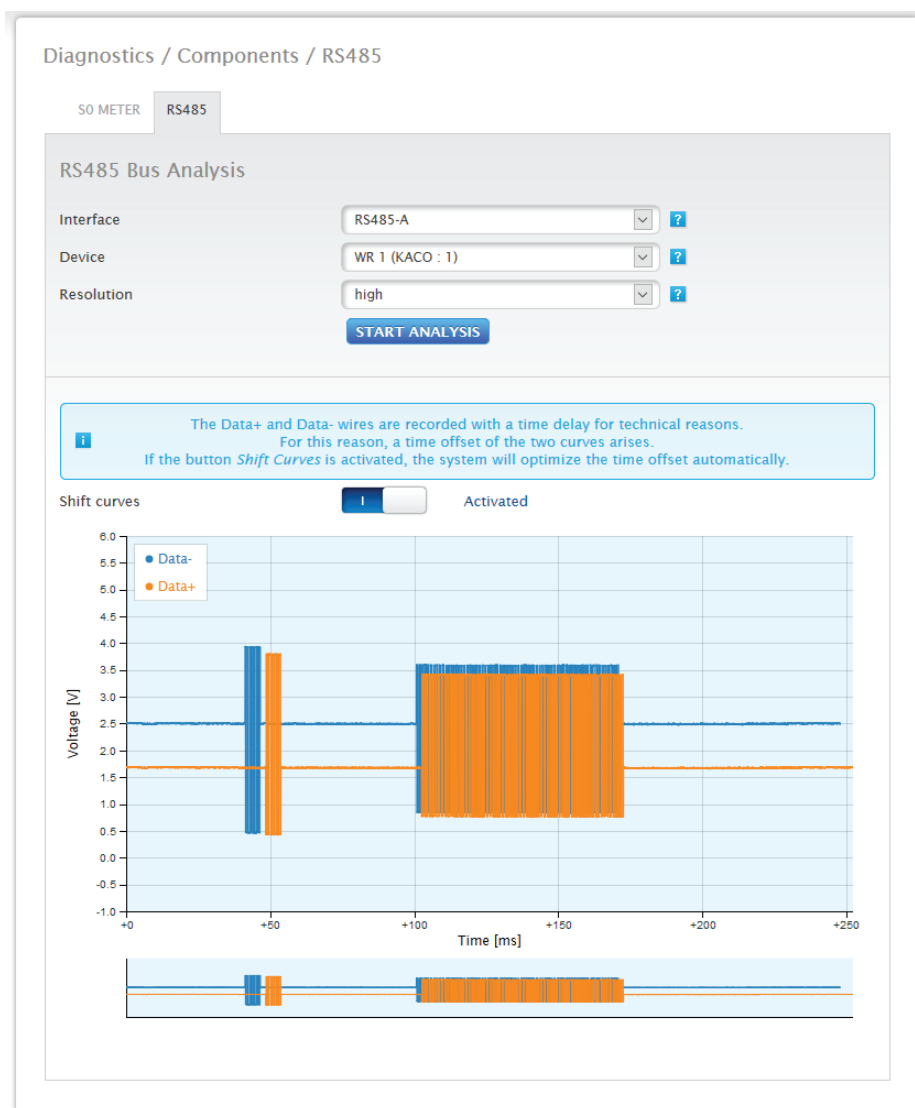 Diagnostics / Components / RS485
S0 METER RS485
RS485 Bus Analysis
Interface RS485-A ?
Device WR 1 (KACO : 1) ?
Resolution high ?
START ANALYSIS
i
The Data+ and Data- wires are recorded with a time delay for technical reasons.
For this reason, a time offset of the two curves arises.
If the button Shift Curves is activated, the system will optimize the time offset automatically.
Shift curves I Activated
6.0
5.5
5.0
4.5
4.0
3.5
3.0
2.5
2.0
1.5
1.0
0.5
0.0
-0.5
-1.0
Voltage [V]
Data-
Data+
+0 +50 +100 +150 +200 +250
Time [ms]